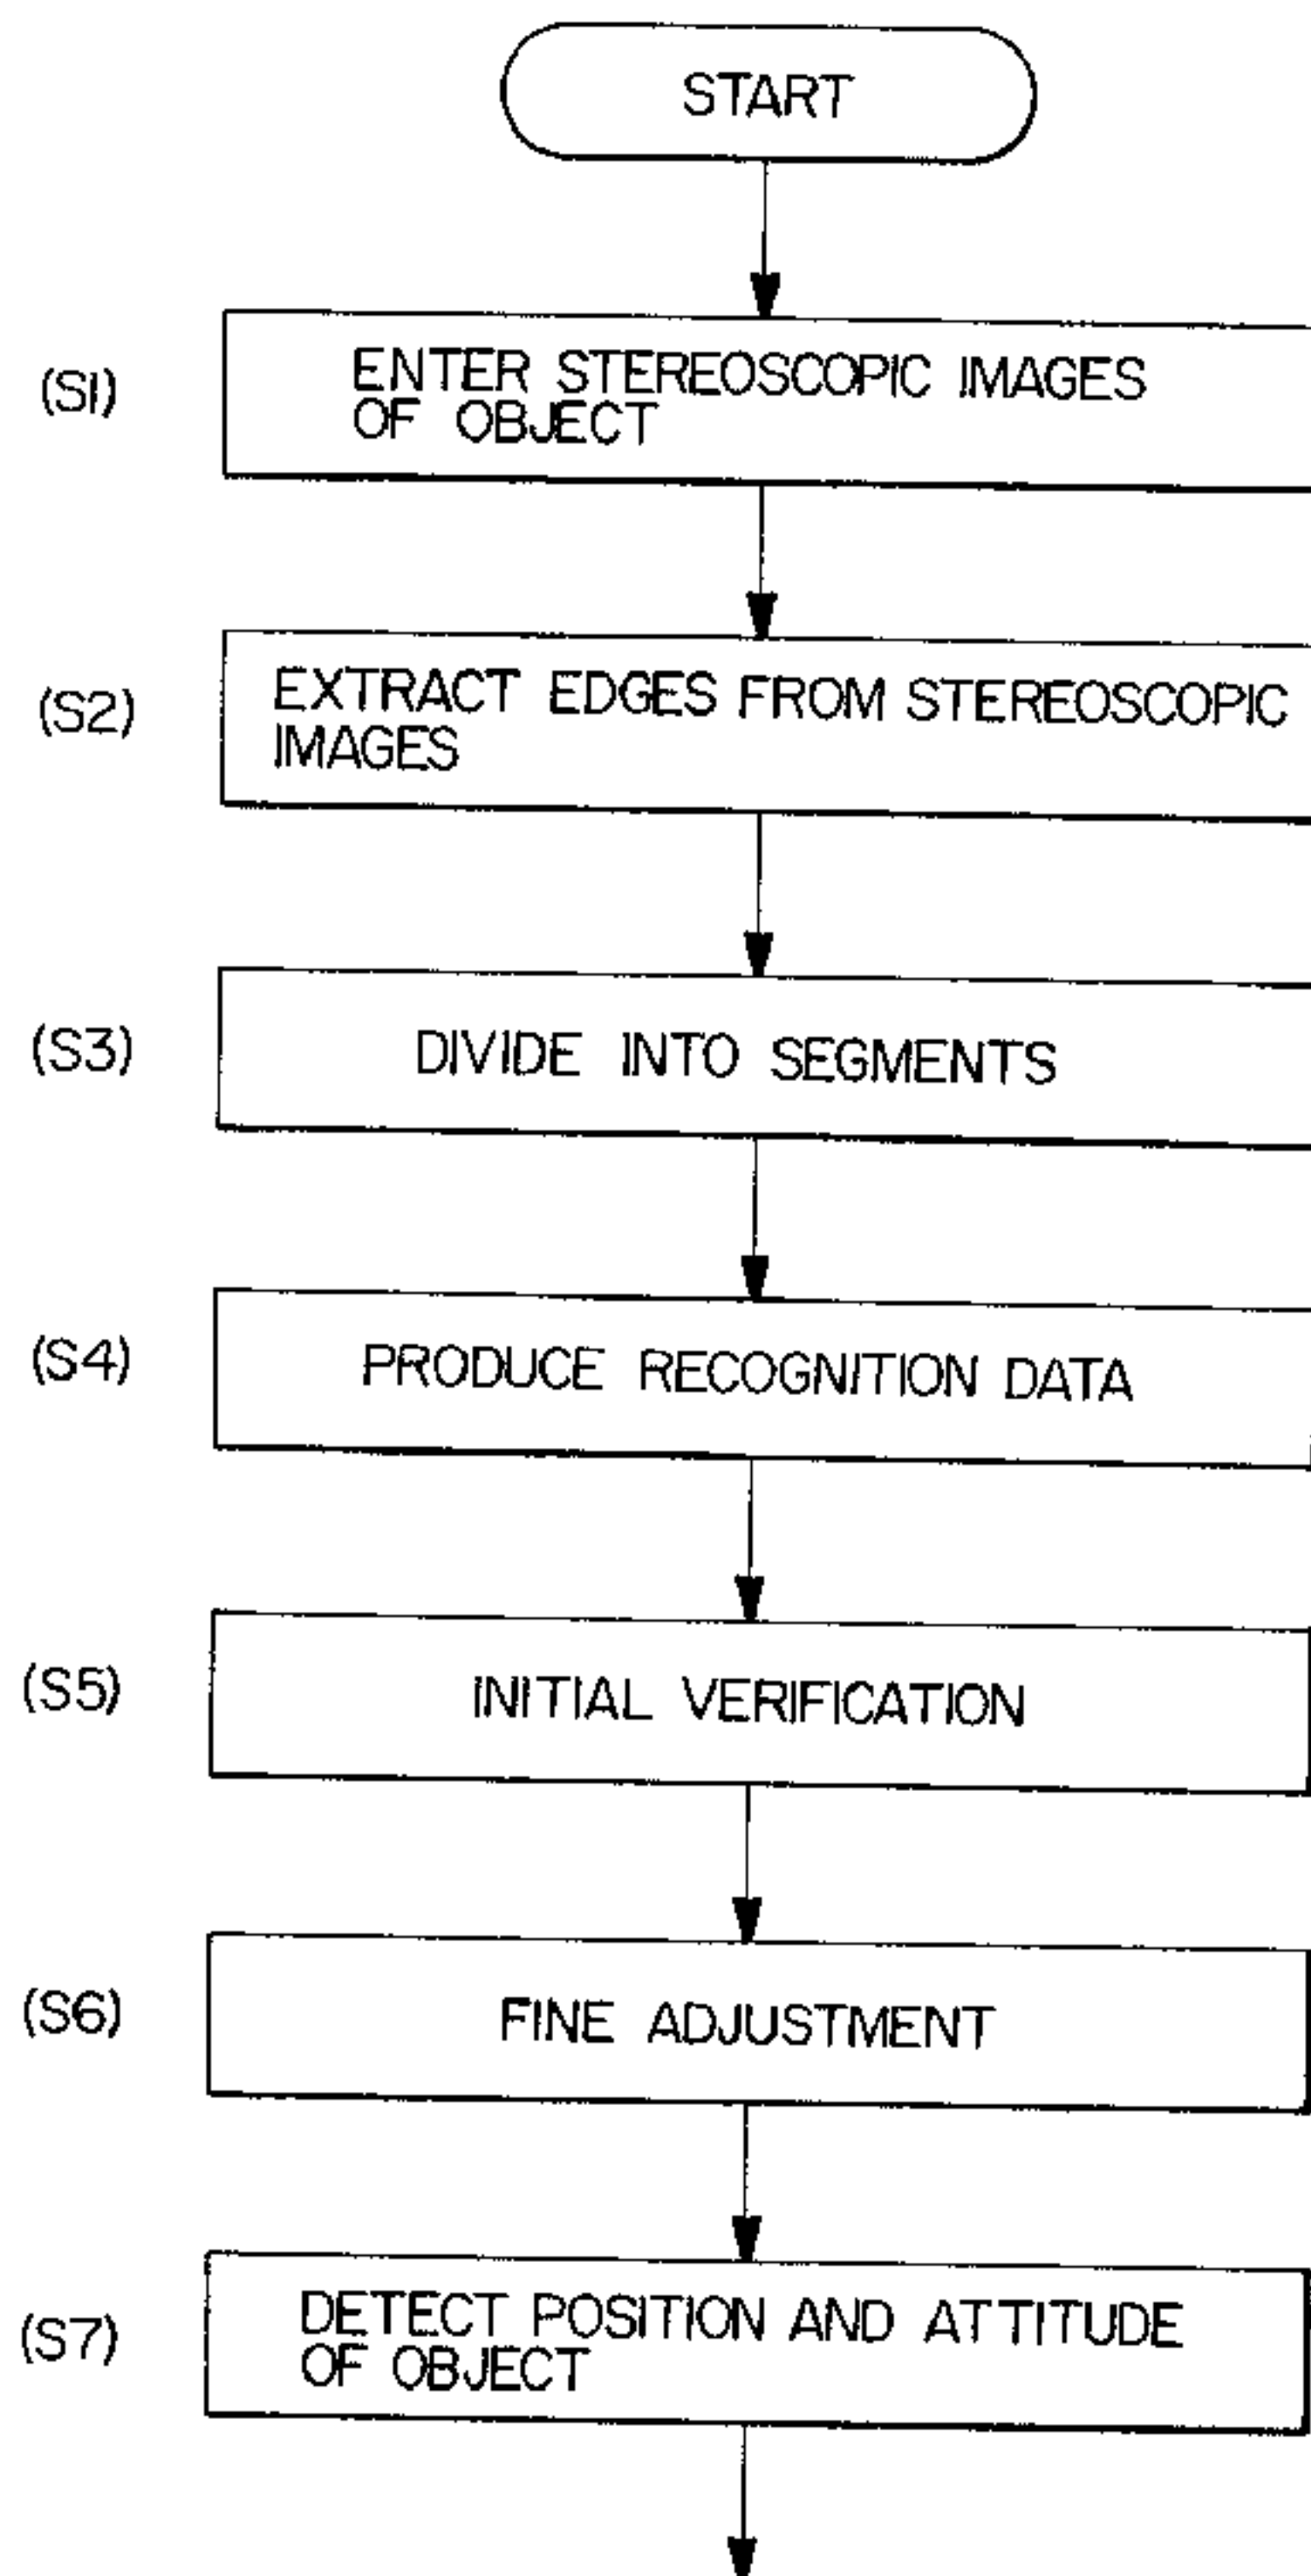 START
(S1)
ENTER STEREOSCOPIC IMAGES
OF OBJECT
(S2)
EXTRACT EDGES FROM STEREOSCOPIC
IMAGES
(S3)
DIVIDE INTO SEGMENTS
(S4)
PRODUCE RECOGNITION DATA
(S5)
INITIAL VERIFICATION
(S6)
FINE ADJUSTMENT
(S7)
DETECT POSITION AND ATTITUDE
OF OBJECT